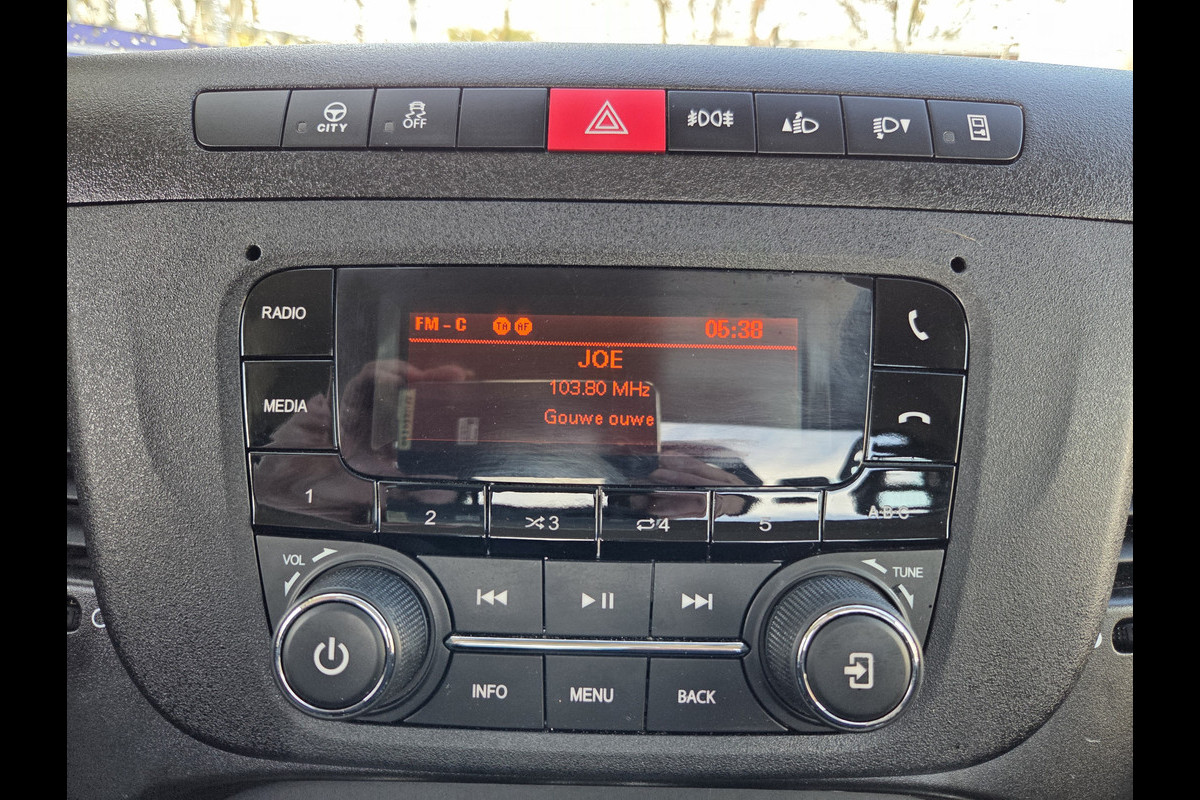 CITY
OFF
RADIO
MEDIA
FM - C TA AF 05:38
JOE
103.80 MHz
Gouwe ouwe
1
2
3
4
5
ABC
VOL
TUNE
INFO
MENU
BACK